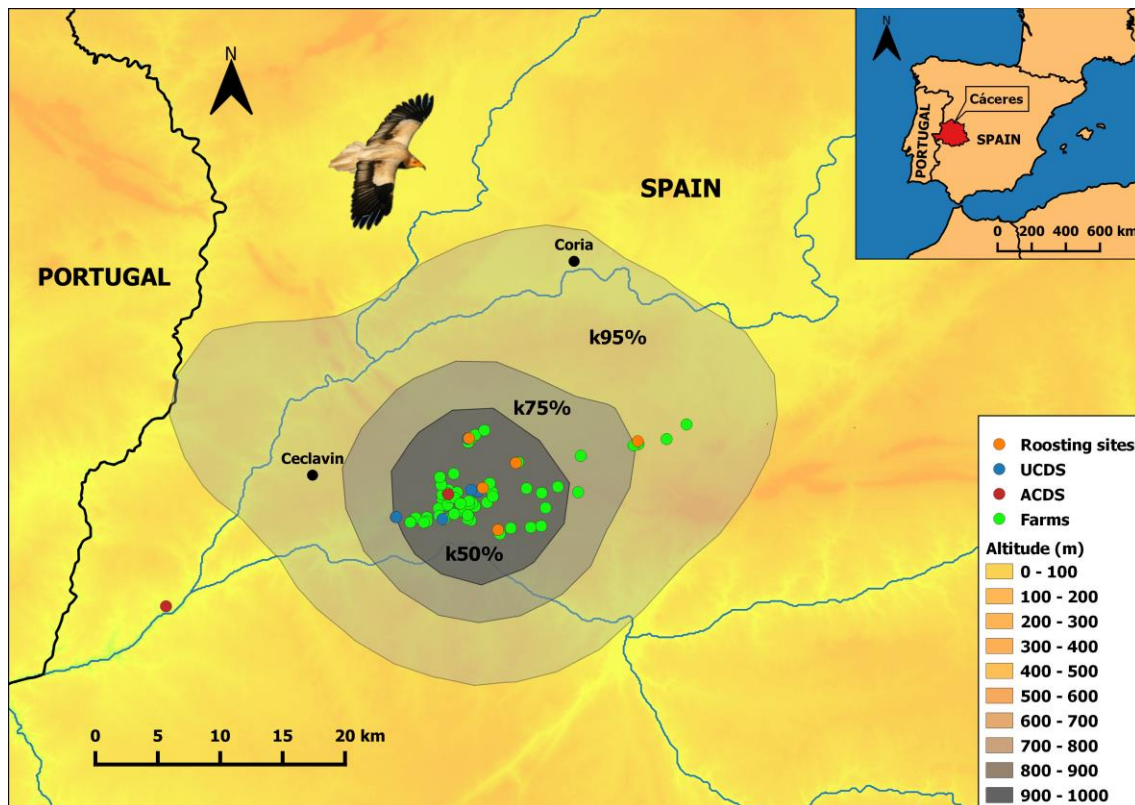 N
N
Cáceres
PORTUGAL
SPAIN
0 200 400 600 km
SPAIN
PORTUGAL
Coria
k95%
k75%
Ceclavin
k50%
0 5 10 15 20 km
Roosting sites
UCDS
ACDS
Farms
Altitude (m)
0 - 100
100 - 200
200 - 300
300 - 400
400 - 500
500 - 600
600 - 700
700 - 800
800 - 900
900 - 1000